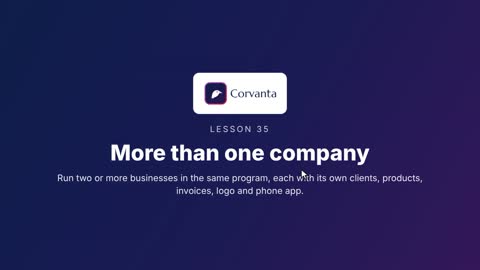 Corvanta
LESSON 35
More than one company
Run two or more businesses in the same program, each with its own clients, products,
invoices, logo and phone app.